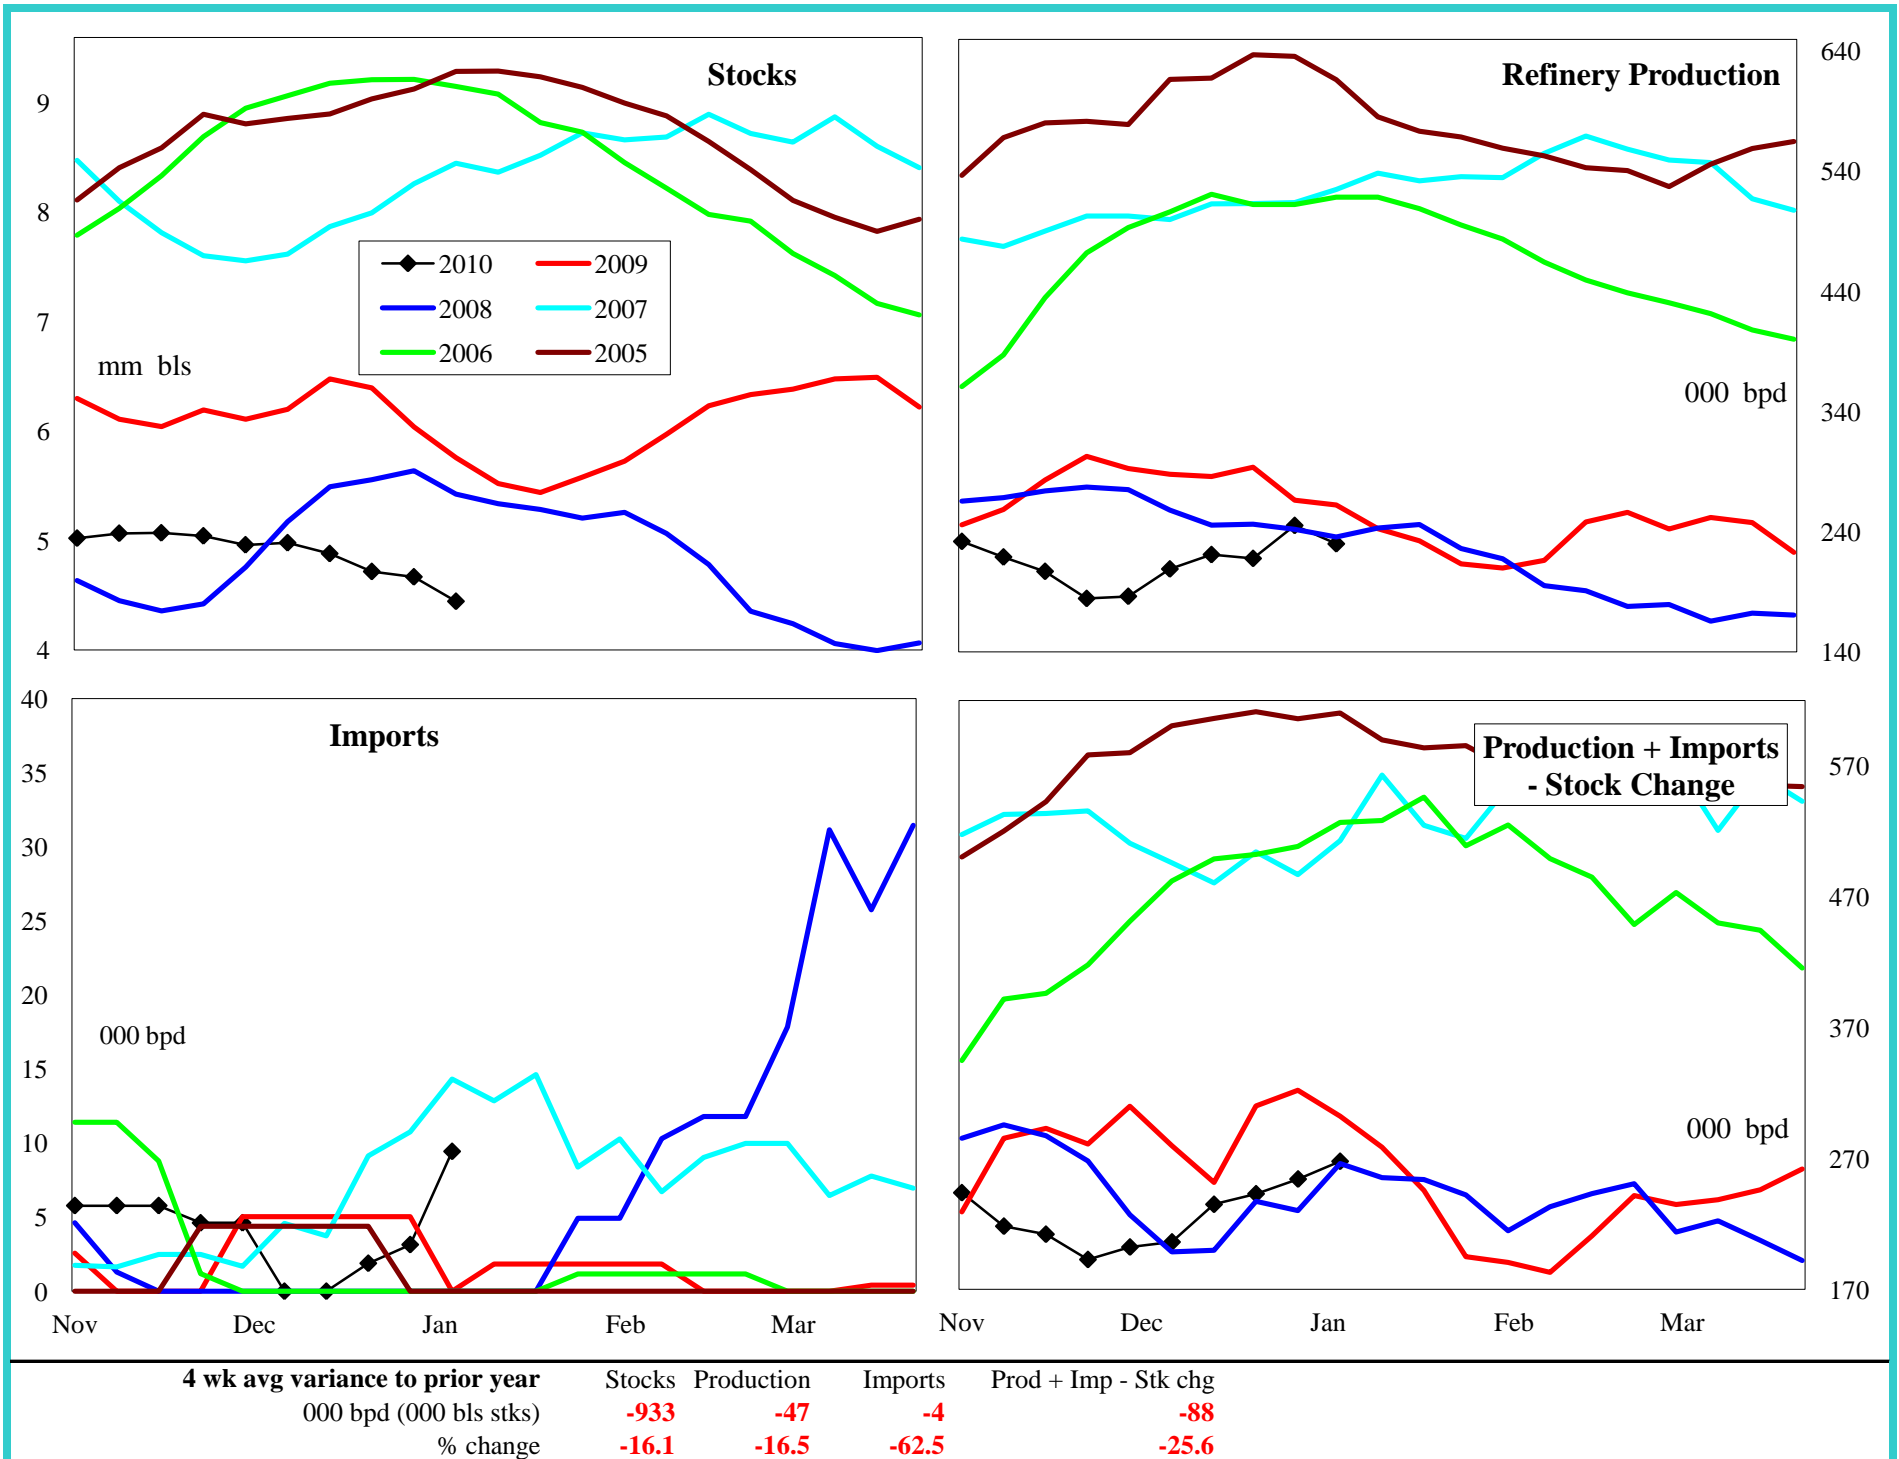 Stocks
9
8
7
6
5
4
mm bls
2010 2009
2008 2007
2006 2005
Refinery Production
640
540
440
340
240
140
000 bpd
Imports
40
35
30
25
20
15
10
5
0
000 bpd
Nov Dec Jan Feb Mar
Production + Imports
- Stock Change
570
470
370
270
170
000 bpd
Nov Dec Jan Feb Mar
4 wk avg variance to prior year Stocks Production Imports Prod + Imp - Stk chg
000 bpd (000 bls stks) -933 -47 -4 -88
% change -16.1 -16.5 -62.5 -25.6